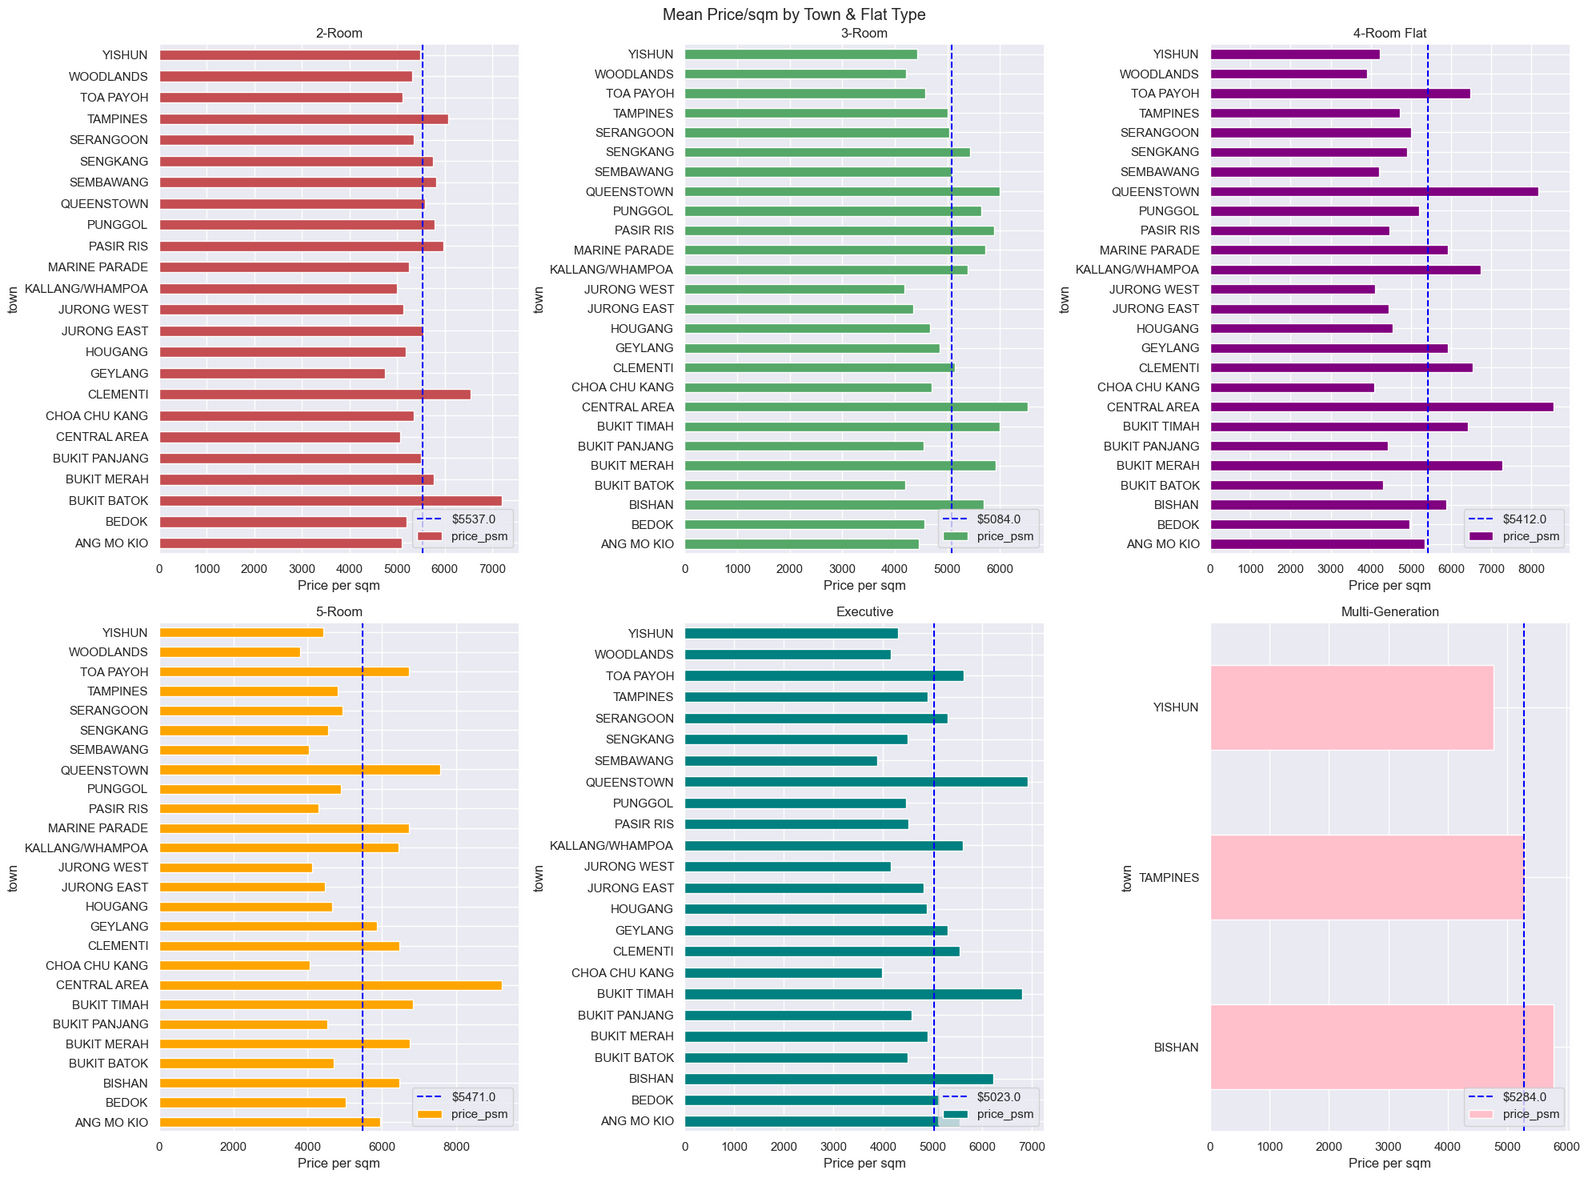 Mean Price/sqm by Town & Flat Type
2-Room
town
YISHUN
WOODLANDS
TOA PAYOH
TAMPINES
SERANGOON
SENGKANG
SEMBAWANG
QUEENSTOWN
PUNGGOL
PASIR RIS
MARINE PARADE
KALLANG/WHAMPOA
JURONG WEST
JURONG EAST
HOUGANG
GEYLANG
CLEMENTI
CHOA CHU KANG
CENTRAL AREA
BUKIT PANJANG
BUKIT MERAH
BUKIT BATOK
BEDOK
ANG MO KIO
$5537.0
price_psm
0 1000 2000 3000 4000 5000 6000 7000
Price per sqm
3-Room
town
YISHUN
WOODLANDS
TOA PAYOH
TAMPINES
SERANGOON
SENGKANG
SEMBAWANG
QUEENSTOWN
PUNGGOL
PASIR RIS
MARINE PARADE
KALLANG/WHAMPOA
JURONG WEST
JURONG EAST
HOUGANG
GEYLANG
CLEMENTI
CHOA CHU KANG
CENTRAL AREA
BUKIT TIMAH
BUKIT PANJANG
BUKIT MERAH
BUKIT BATOK
BISHAN
BEDOK
ANG MO KIO
$5084.0
price_psm
0 1000 2000 3000 4000 5000 6000
Price per sqm
4-Room Flat
town
YISHUN
WOODLANDS
TOA PAYOH
TAMPINES
SERANGOON
SENGKANG
SEMBAWANG
QUEENSTOWN
PUNGGOL
PASIR RIS
MARINE PARADE
KALLANG/WHAMPOA
JURONG WEST
JURONG EAST
HOUGANG
GEYLANG
CLEMENTI
CHOA CHU KANG
CENTRAL AREA
BUKIT TIMAH
BUKIT PANJANG
BUKIT MERAH
BUKIT BATOK
BISHAN
BEDOK
ANG MO KIO
$5412.0
price_psm
0 1000 2000 3000 4000 5000 6000 7000 8000
Price per sqm
5-Room
town
YISHUN
WOODLANDS
TOA PAYOH
TAMPINES
SERANGOON
SENGKANG
SEMBAWANG
QUEENSTOWN
PUNGGOL
PASIR RIS
MARINE PARADE
KALLANG/WHAMPOA
JURONG WEST
JURONG EAST
HOUGANG
GEYLANG
CLEMENTI
CHOA CHU KANG
CENTRAL AREA
BUKIT TIMAH
BUKIT PANJANG
BUKIT MERAH
BUKIT BATOK
BISHAN
BEDOK
ANG MO KIO
$5471.0
price_psm
0 2000 4000 6000 8000
Price per sqm
Executive
town
YISHUN
WOODLANDS
TOA PAYOH
TAMPINES
SERANGOON
SENGKANG
SEMBAWANG
QUEENSTOWN
PUNGGOL
PASIR RIS
KALLANG/WHAMPOA
JURONG WEST
JURONG EAST
HOUGANG
GEYLANG
CLEMENTI
CHOA CHU KANG
BUKIT TIMAH
BUKIT PANJANG
BUKIT MERAH
BUKIT BATOK
BISHAN
BEDOK
ANG MO KIO
$5023.0
price_psm
0 1000 2000 3000 4000 5000 6000 7000
Price per sqm
Multi-Generation
town
YISHUN
TAMPINES
BISHAN
$5284.0
price_psm
0 1000 2000 3000 4000 5000 6000
Price per sqm